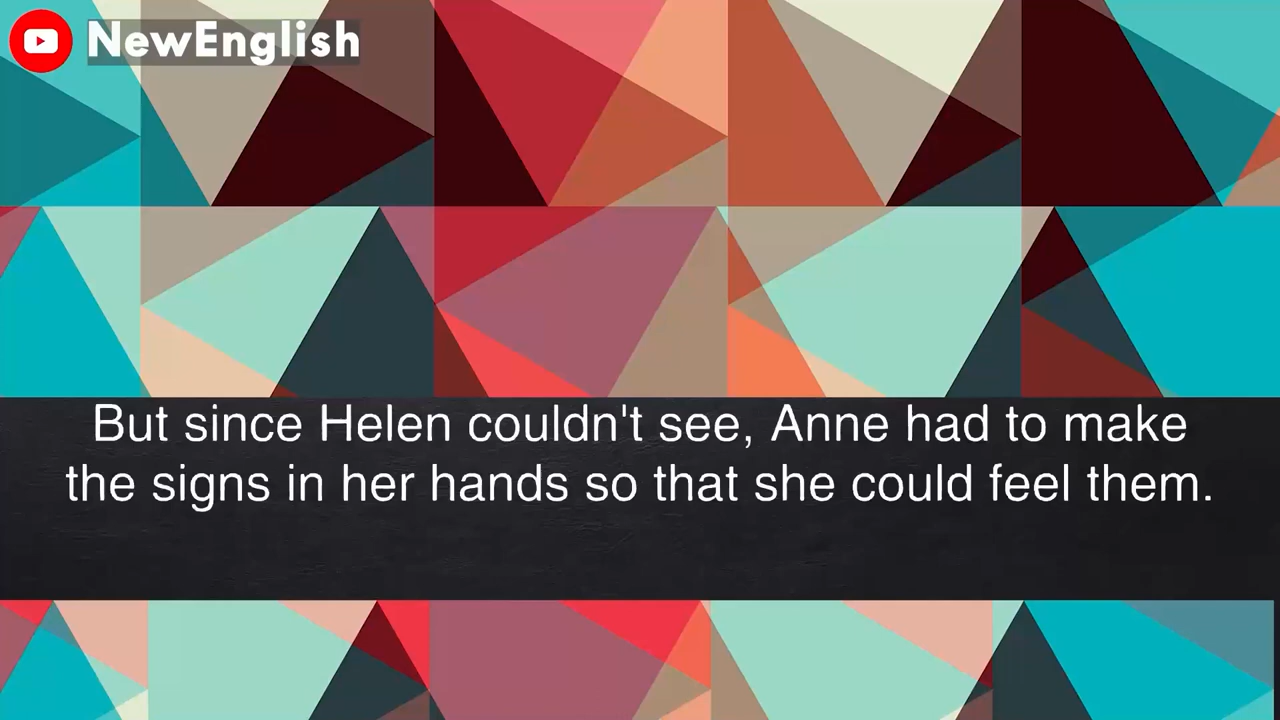 NewEnglish
But since Helen couldn't see, Anne had to make
the signs in her hands so that she could feel them.